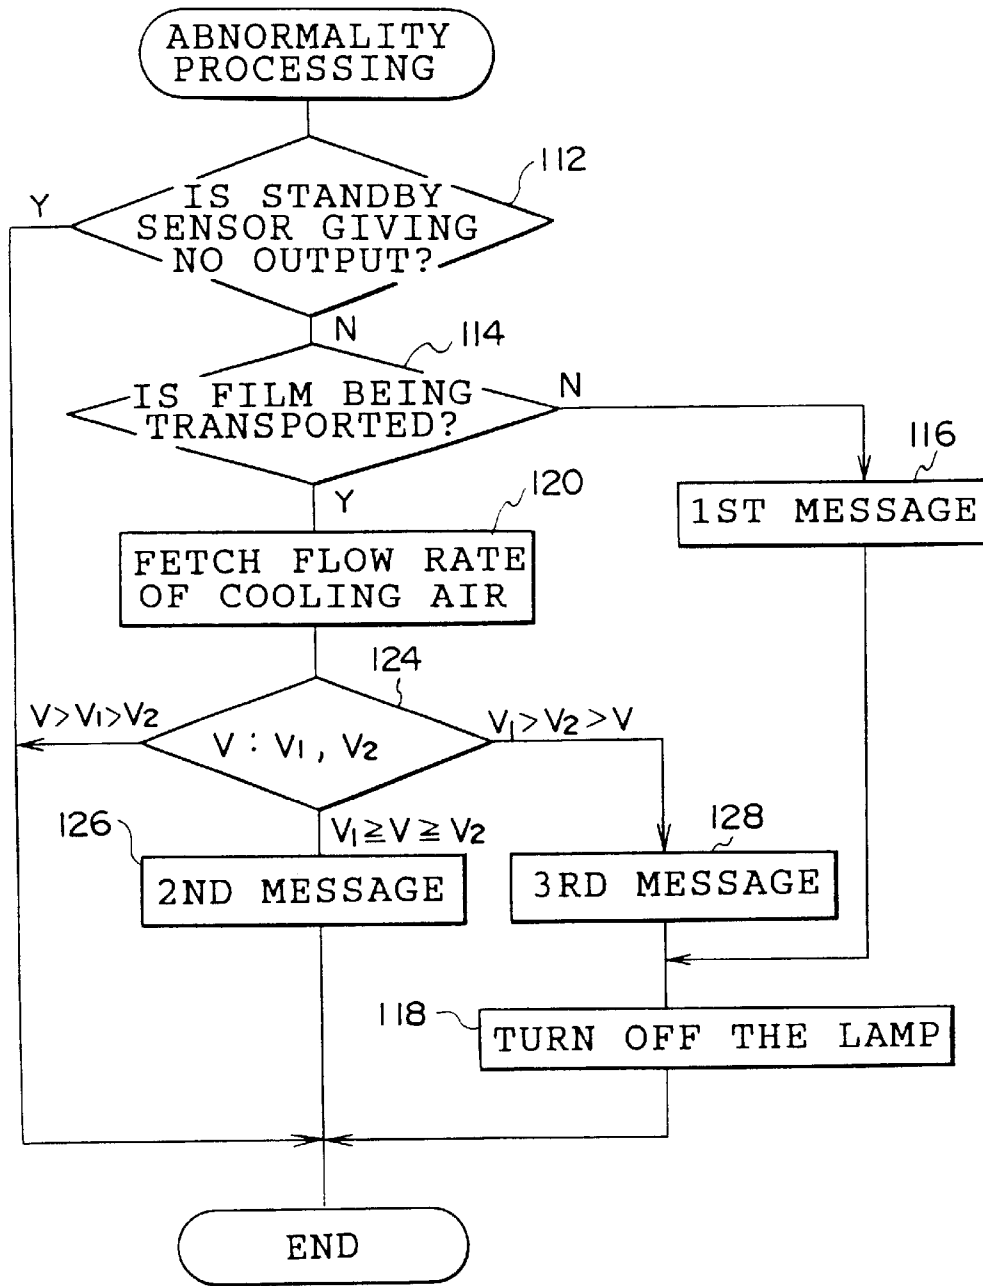 ABNORMALITY
PROCESSING
112
Y
IS STANDBY
SENSOR GIVING
NO OUTPUT?
N
114
IS FILM BEING
TRANSPORTED?
N
116
1ST MESSAGE
Y
120
FETCH FLOW RATE
OF COOLING AIR
124
V>V1>V2
V : V1, V2
V1>V2>V
V1≧V≧V2
126
2ND MESSAGE
128
3RD MESSAGE
118
TURN OFF THE LAMP
END